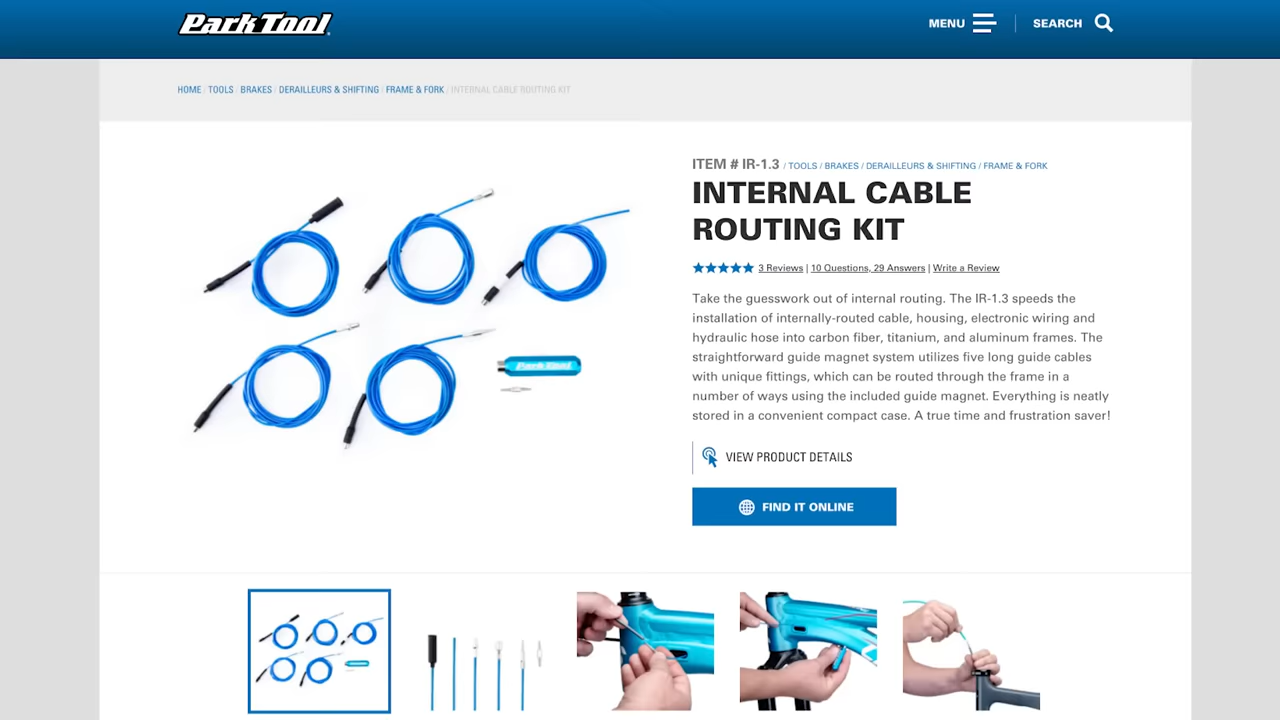 Park Tool
MENU
SEARCH
HOME / TOOLS / BRAKES / DERAILLEURS & SHIFTING / FRAME & FORK / INTERNAL CABLE ROUTING KIT
ITEM # IR-1.3 / TOOLS / BRAKES / DERAILLEURS & SHIFTING / FRAME & FORK
INTERNAL CABLE
ROUTING KIT
3 Reviews | 10 Questions, 29 Answers | Write a Review
Take the guesswork out of internal routing. The IR-1.3 speeds the
installation of internally-routed cable, housing, electronic wiring and
hydraulic hose into carbon fiber, titanium, and aluminum frames. The
straightforward guide magnet system utilizes five long guide cables
with unique fittings, which can be routed through the frame in a
number of ways using the included guide magnet. Everything is neatly
stored in a convenient compact case. A true time and frustration saver!
VIEW PRODUCT DETAILS
FIND IT ONLINE
Park Tool